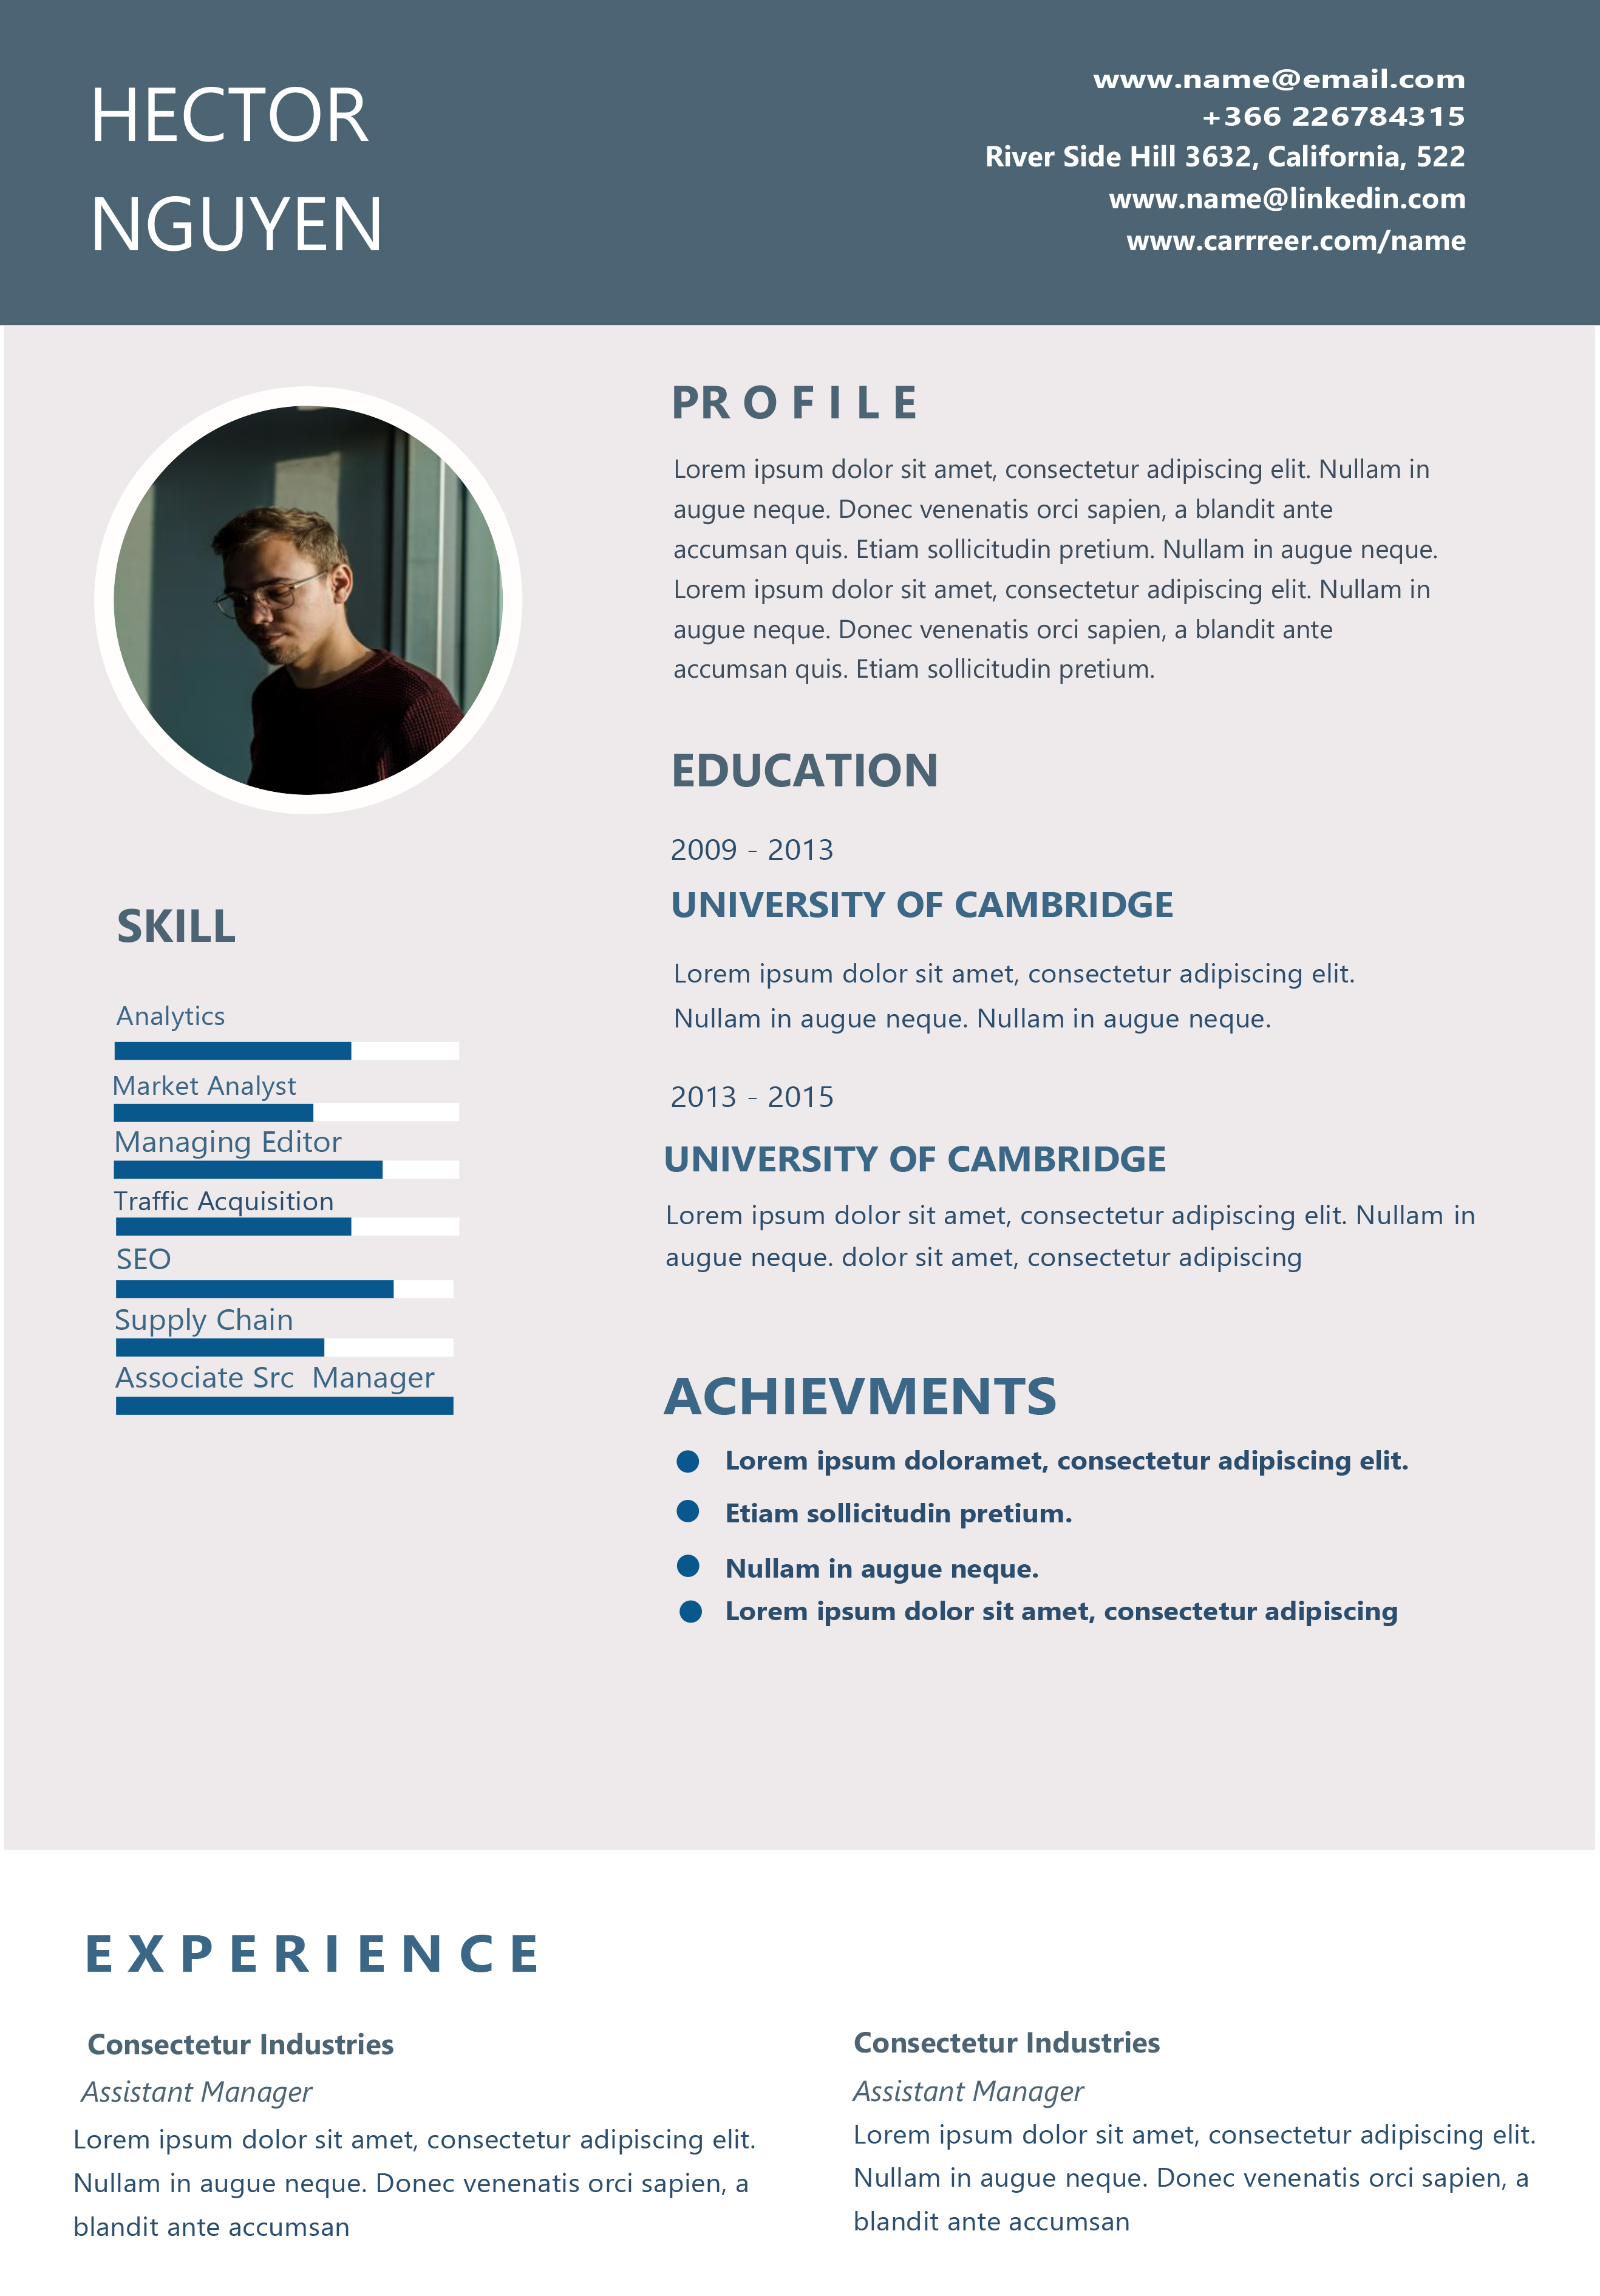 HECTOR
NGUYEN
www.name@email.com
+366 226784315
River Side Hill 3632, California, 522
www.name@linkedin.com
www.carrreer.com/name
PROFILE
Lorem ipsum dolor sit amet, consectetur adipiscing elit. Nullam in
augue neque. Donec venenatis orci sapien, a blandit ante
accumsan quis. Etiam sollicitudin pretium. Nullam in augue neque.
Lorem ipsum dolor sit amet, consectetur adipiscing elit. Nullam in
augue neque. Donec venenatis orci sapien, a blandit ante
accumsan quis. Etiam sollicitudin pretium.
SKILL
Analytics
Market Analyst
Managing Editor
Traffic Acquisition
SEO
Supply Chain
Associate Src  Manager
EDUCATION
2009 - 2013
UNIVERSITY OF CAMBRIDGE
Lorem ipsum dolor sit amet, consectetur adipiscing elit.
Nullam in augue neque. Nullam in augue neque.
2013 - 2015
UNIVERSITY OF CAMBRIDGE
Lorem ipsum dolor sit amet, consectetur adipiscing elit. Nullam in
augue neque. dolor sit amet, consectetur adipiscing
ACHIEVMENTS
Lorem ipsum doloramet, consectetur adipiscing elit.
Etiam sollicitudin pretium.
Nullam in augue neque.
Lorem ipsum dolor sit amet, consectetur adipiscing
EXPERIENCE
Consectetur Industries
Assistant Manager
Lorem ipsum dolor sit amet, consectetur adipiscing elit.
Nullam in augue neque. Donec venenatis orci sapien, a
blandit ante accumsan
Consectetur Industries
Assistant Manager
Lorem ipsum dolor sit amet, consectetur adipiscing elit.
Nullam in augue neque. Donec venenatis orci sapien, a
blandit ante accumsan